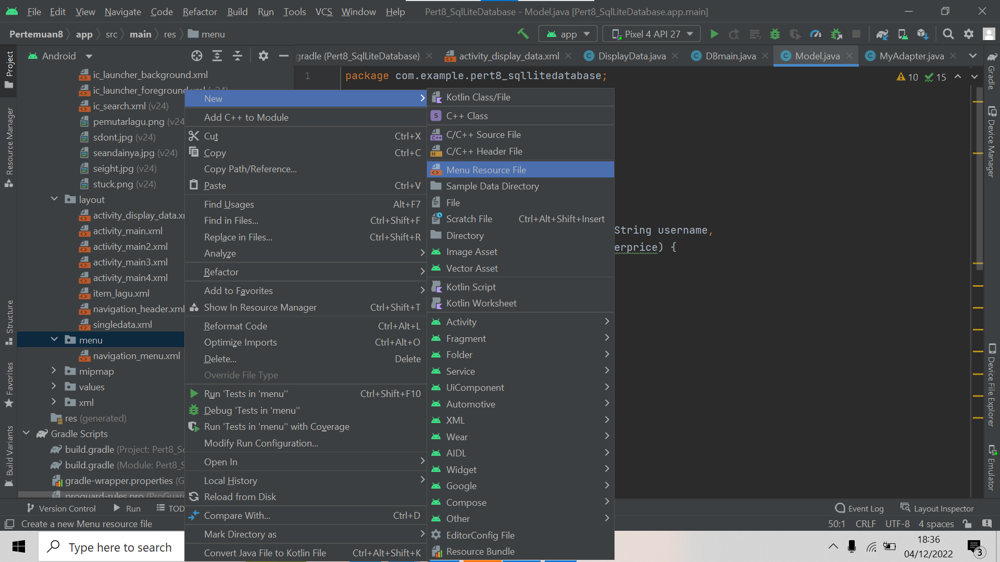 File Edit View Navigate Code Refactor Build Run Tools VCS Window Help Pert8_SqlLiteDatabase - Model.java [Pert8_SqlLiteDatabase.app.main]
Pertemuan8 app src main res menu app Pixel 4 API 27
Project
Resource Manager
Structure
Favorites
Build Variants
Android
ic_launcher_background.xml
ic_launcher_foreground.xml (v24)
ic_search.xml (v24)
pemutarlagu.png (v24
sdont.jpg (v24)
seandainya.jpg (v24)
seight.jpg (v24)
stuck.png (v24)
layout
activity_display_data.x
activity_main.xml
activity_main2.xml
activity_main3.xml
activity_main4.xml
item_lagu.xml
navigation_header.xml
singledata.xml
menu
navigation_menu.xml
mipmap
values
xml
res (generated)
Gradle Scripts
build.gradle (Project: Pert8_S
build.gradle (Module: Pert8_S
gradle-wrapper.properties (G
proguard-rules.pro (ProGuar
gradle (Pert8_SqlLiteDatabase) activity_display_data.xml DisplayData.java DBmain.java Model.java MyAdapter.java
1 package com.example.pert8_sqllitedatabase;
10 15
String username,
erprice) {
New
Add C++ to Module
Cut Ctrl+X
Copy Ctrl+C
Copy Path/Reference...
Paste Ctrl+V
Find Usages Alt+F7
Find in Files... Ctrl+Shift+F
Replace in Files... Ctrl+Shift+R
Analyze
Refactor
Add to Favorites
Show In Resource Manager Ctrl+Shift+T
Reformat Code Ctrl+Alt+L
Optimize Imports Ctrl+Alt+O
Delete... Delete
Override File Type
Run 'Tests in 'menu'' Ctrl+Shift+F10
Debug 'Tests in 'menu''
Run 'Tests in 'menu'' with Coverage
Modify Run Configuration...
Open In
Local History
Reload from Disk
Compare With... Ctrl+D
Mark Directory as
Convert Java File to Kotlin File Ctrl+Alt+Shift+K
Kotlin Class/File
S C++ Class
C++ C/C++ Source File
H C/C++ Header File
Menu Resource File
Sample Data Directory
File
Scratch File Ctrl+Alt+Shift+Insert
Directory
Image Asset
Vector Asset
Kotlin Script
Kotlin Worksheet
Activity
Fragment
Folder
Service
UiComponent
Automotive
XML
Wear
AIDL
Widget
Google
Compose
Other
EditorConfig File
Resource Bundle
Gradle
Device Manager
Device File Explorer
Emulator
Version Control Run TOD Event Log Layout Inspector
Create a new Menu resource file 50:1 CRLF UTF-8 4 spaces
Type here to search
18:36
04/12/2022
3